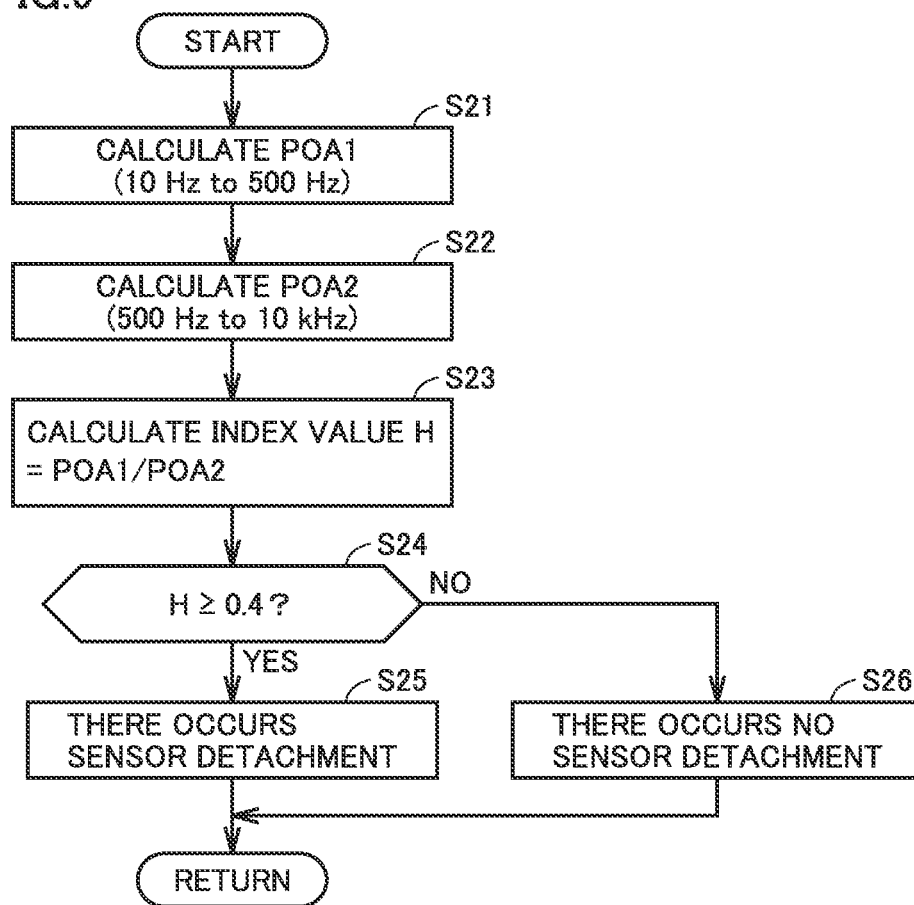 START
S21
CALCULATE POA1
(10 Hz to 500 Hz)
S22
CALCULATE POA2
(500 Hz to 10 kHz)
S23
CALCULATE INDEX VALUE H
= POA1/POA2
S24
H ≥ 0.4 ?
NO
YES
S25
THERE OCCURS
SENSOR DETACHMENT
S26
THERE OCCURS NO
SENSOR DETACHMENT
RETURN